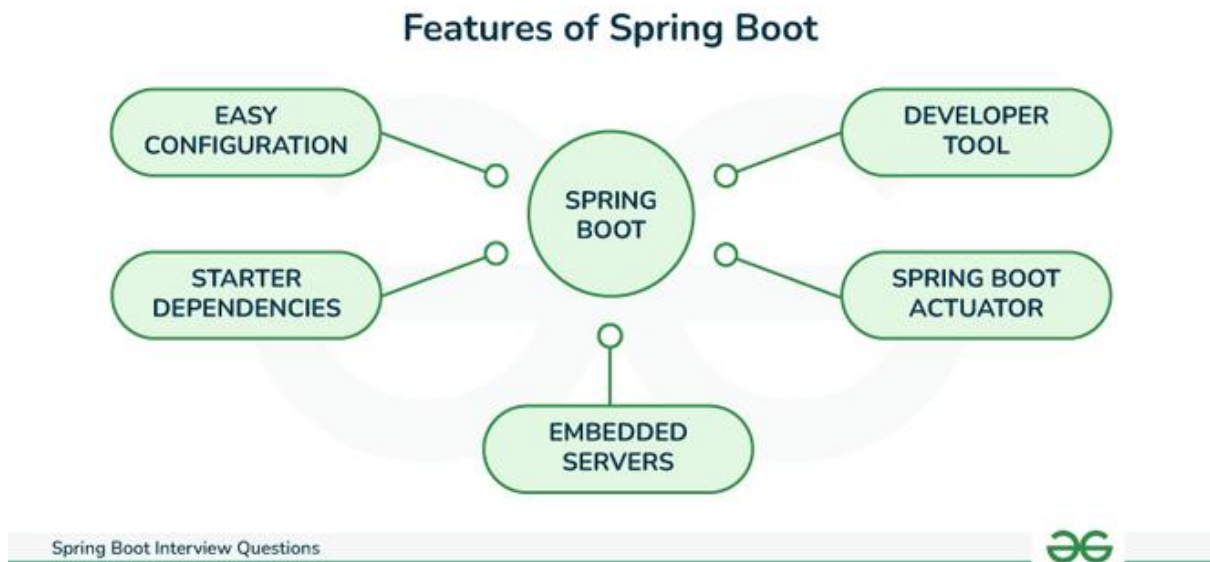 Features of Spring Boot
EASY
CONFIGURATION
DEVELOPER
TOOL
SPRING
BOOT
STARTER
DEPENDENCIES
SPRING BOOT
ACTUATOR
EMBEDDED
SERVERS
Spring Boot Interview Questions